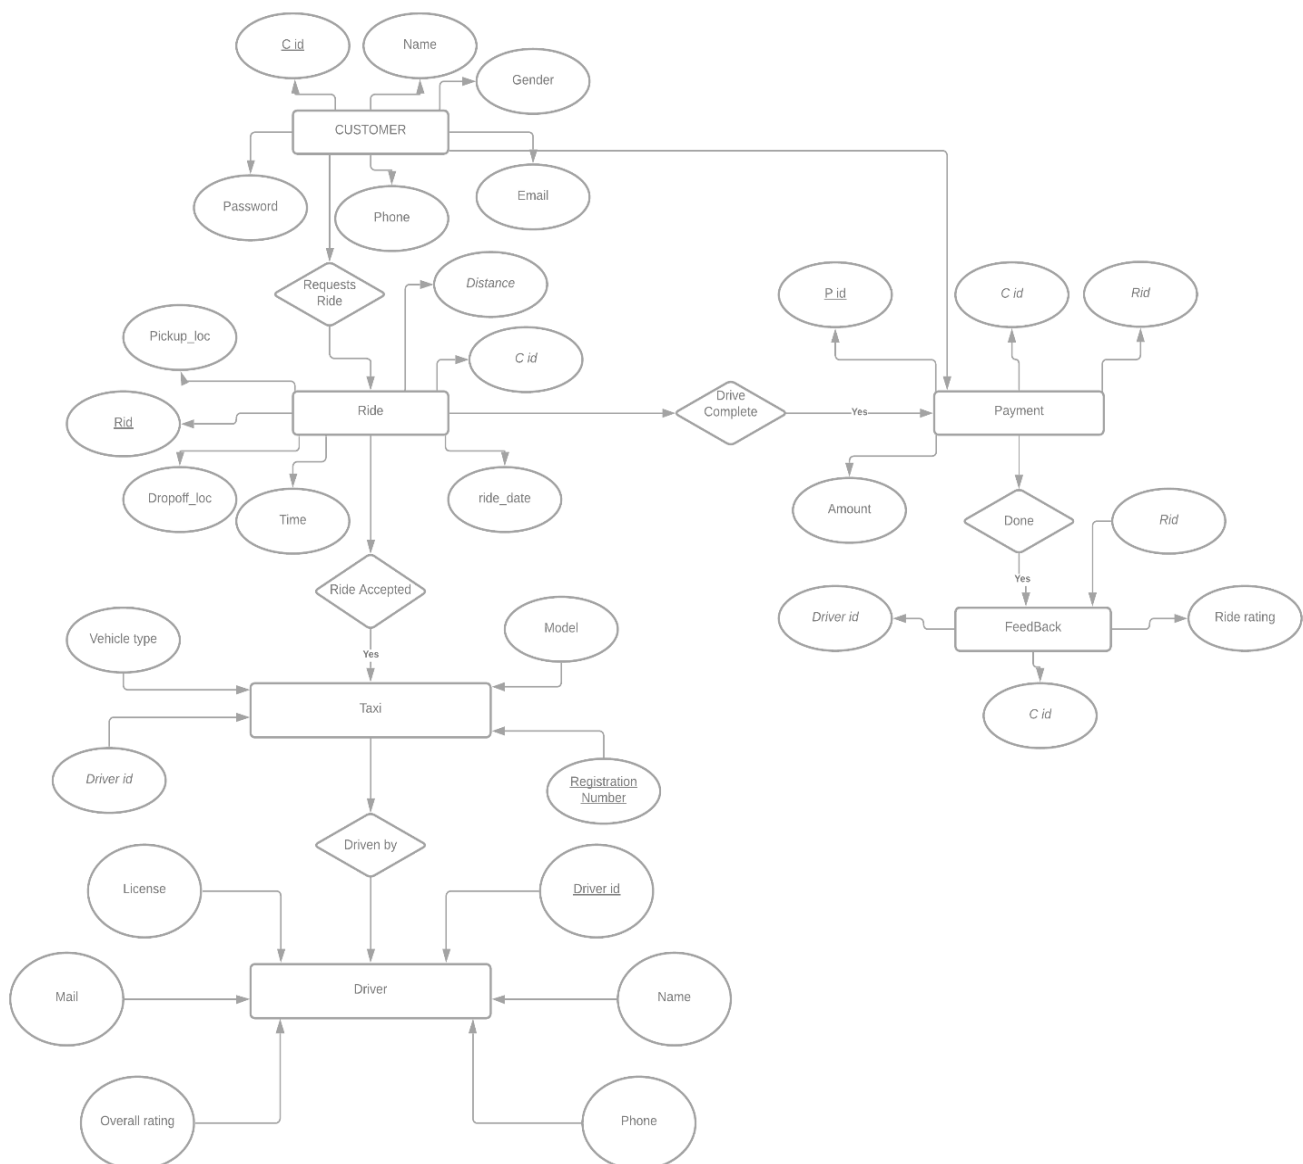 C id
Name
Gender
CUSTOMER
Password
Phone
Email
Requests
Ride
Distance
Pickup_loc
C id
P id
C id
Rid
Rid
Ride
Drive
Complete
Yes
Payment
Dropoff_loc
Time
ride_date
Amount
Done
Rid
Ride Accepted
Yes
Driver id
FeedBack
Ride rating
Vehicle type
Model
Yes
Taxi
C id
Driver id
Registration
Number
Driven by
License
Driver id
Mail
Driver
Name
Overall rating
Phone